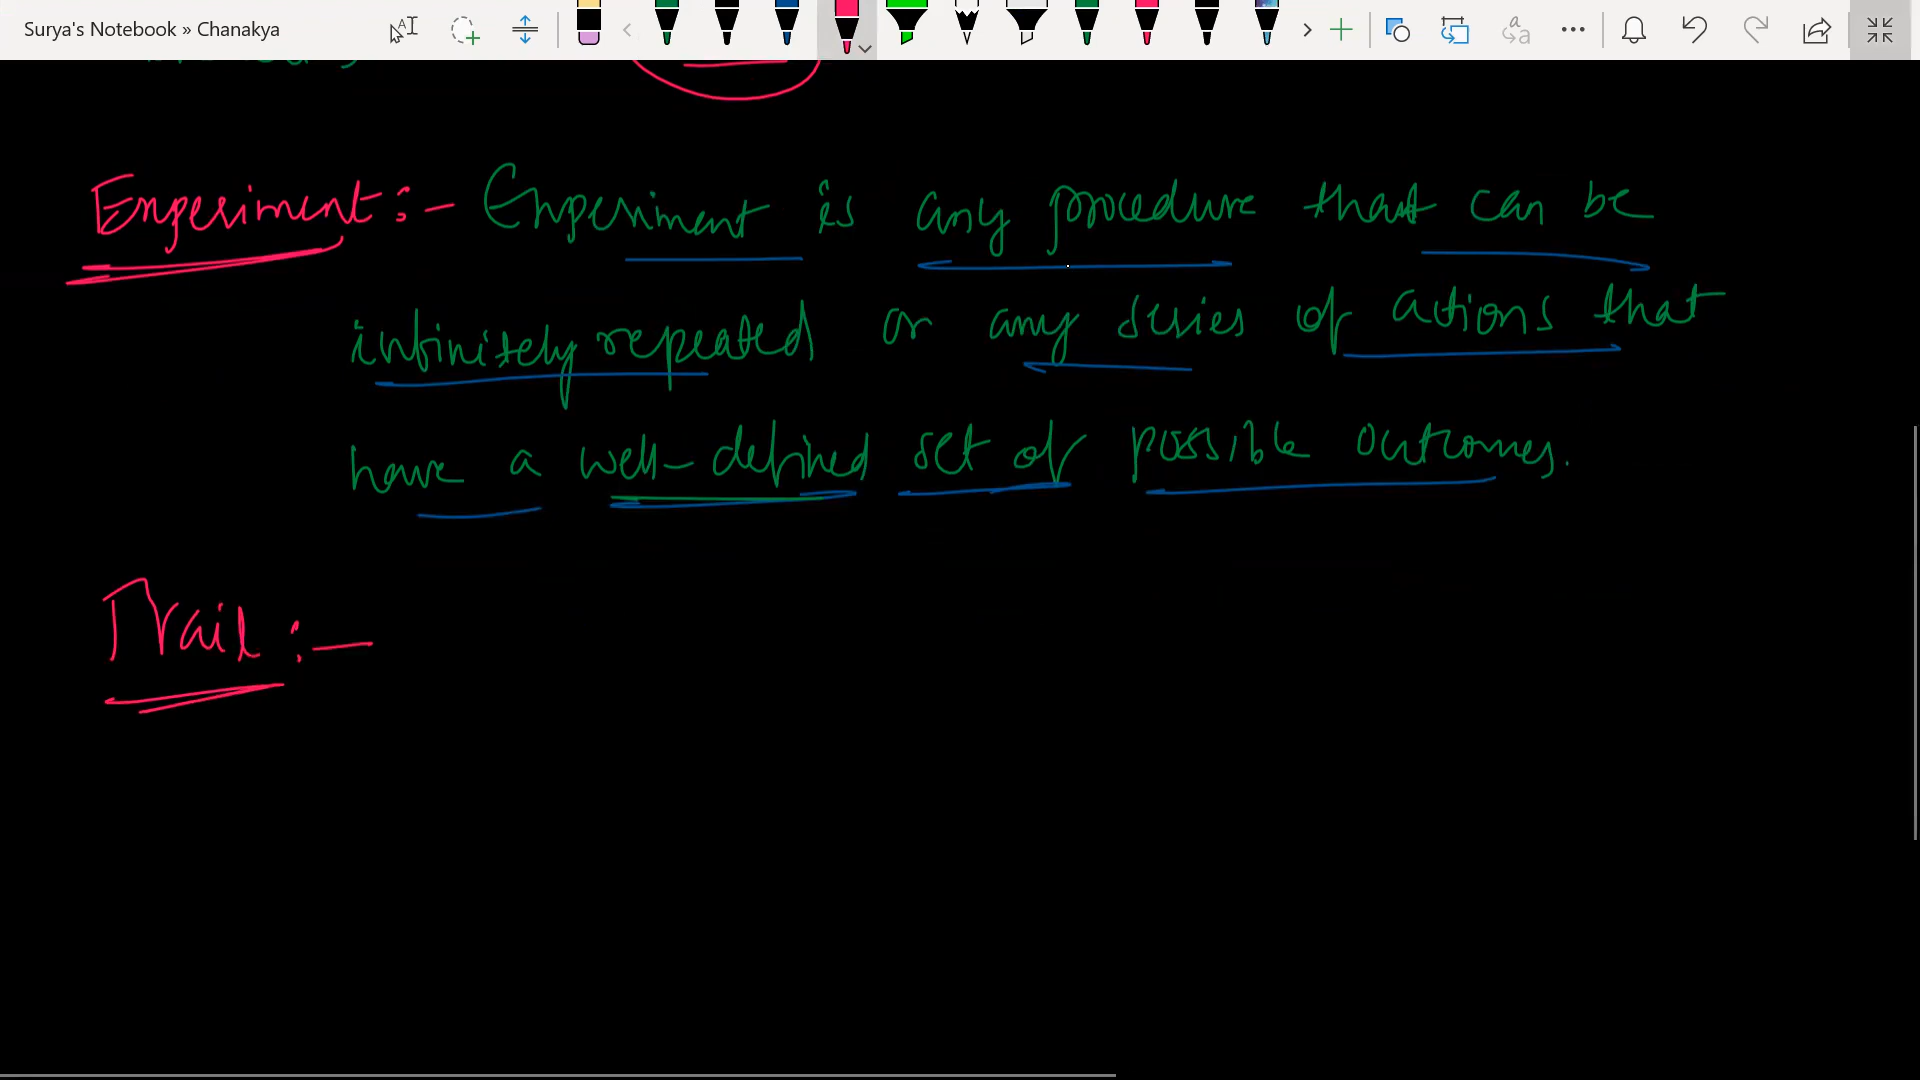 Surya's Notebook » Chanakya
Experiment :- Experiment is any procedure that can be
infinitely repeated or any series of actions that
have a well-defined set of possible outcomes.
Trail :-